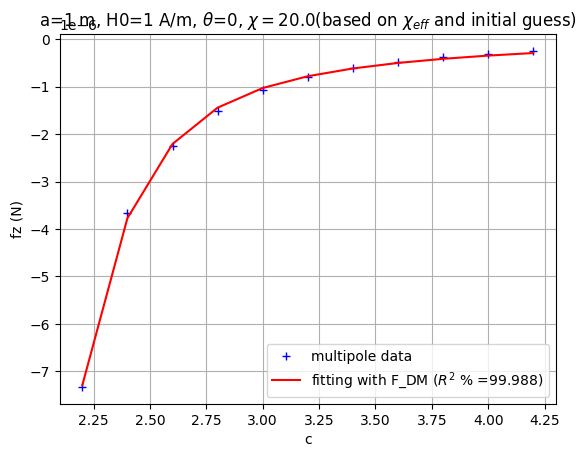 a=1 m, H0=1 A/m, θ=0, χ = 20.0(based on χ_eff and initial guess)
1e−6
0
−1
−2
−3
−4
−5
−6
−7
fz (N)
multipole data
fitting with F_DM (R² % =99.988)
2.25 2.50 2.75 3.00 3.25 3.50 3.75 4.00 4.25
c